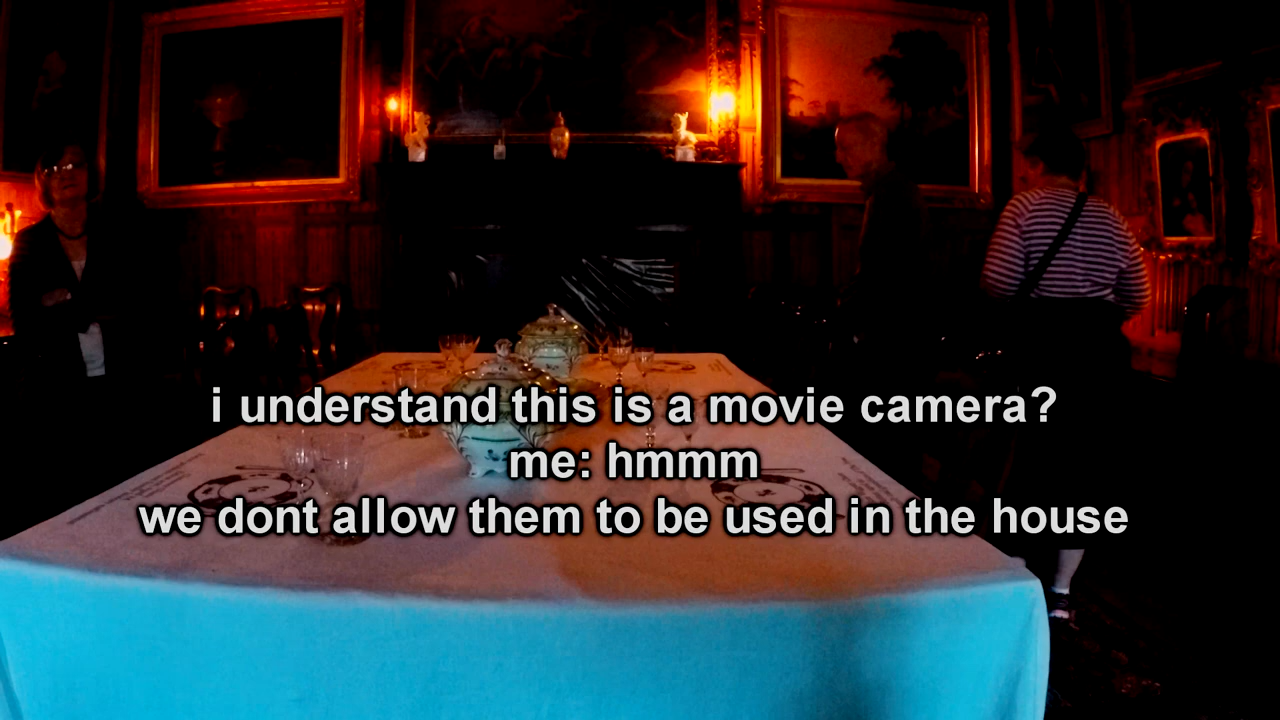 i understand this is a movie camera?
me: hmmm
we dont allow them to be used in the house